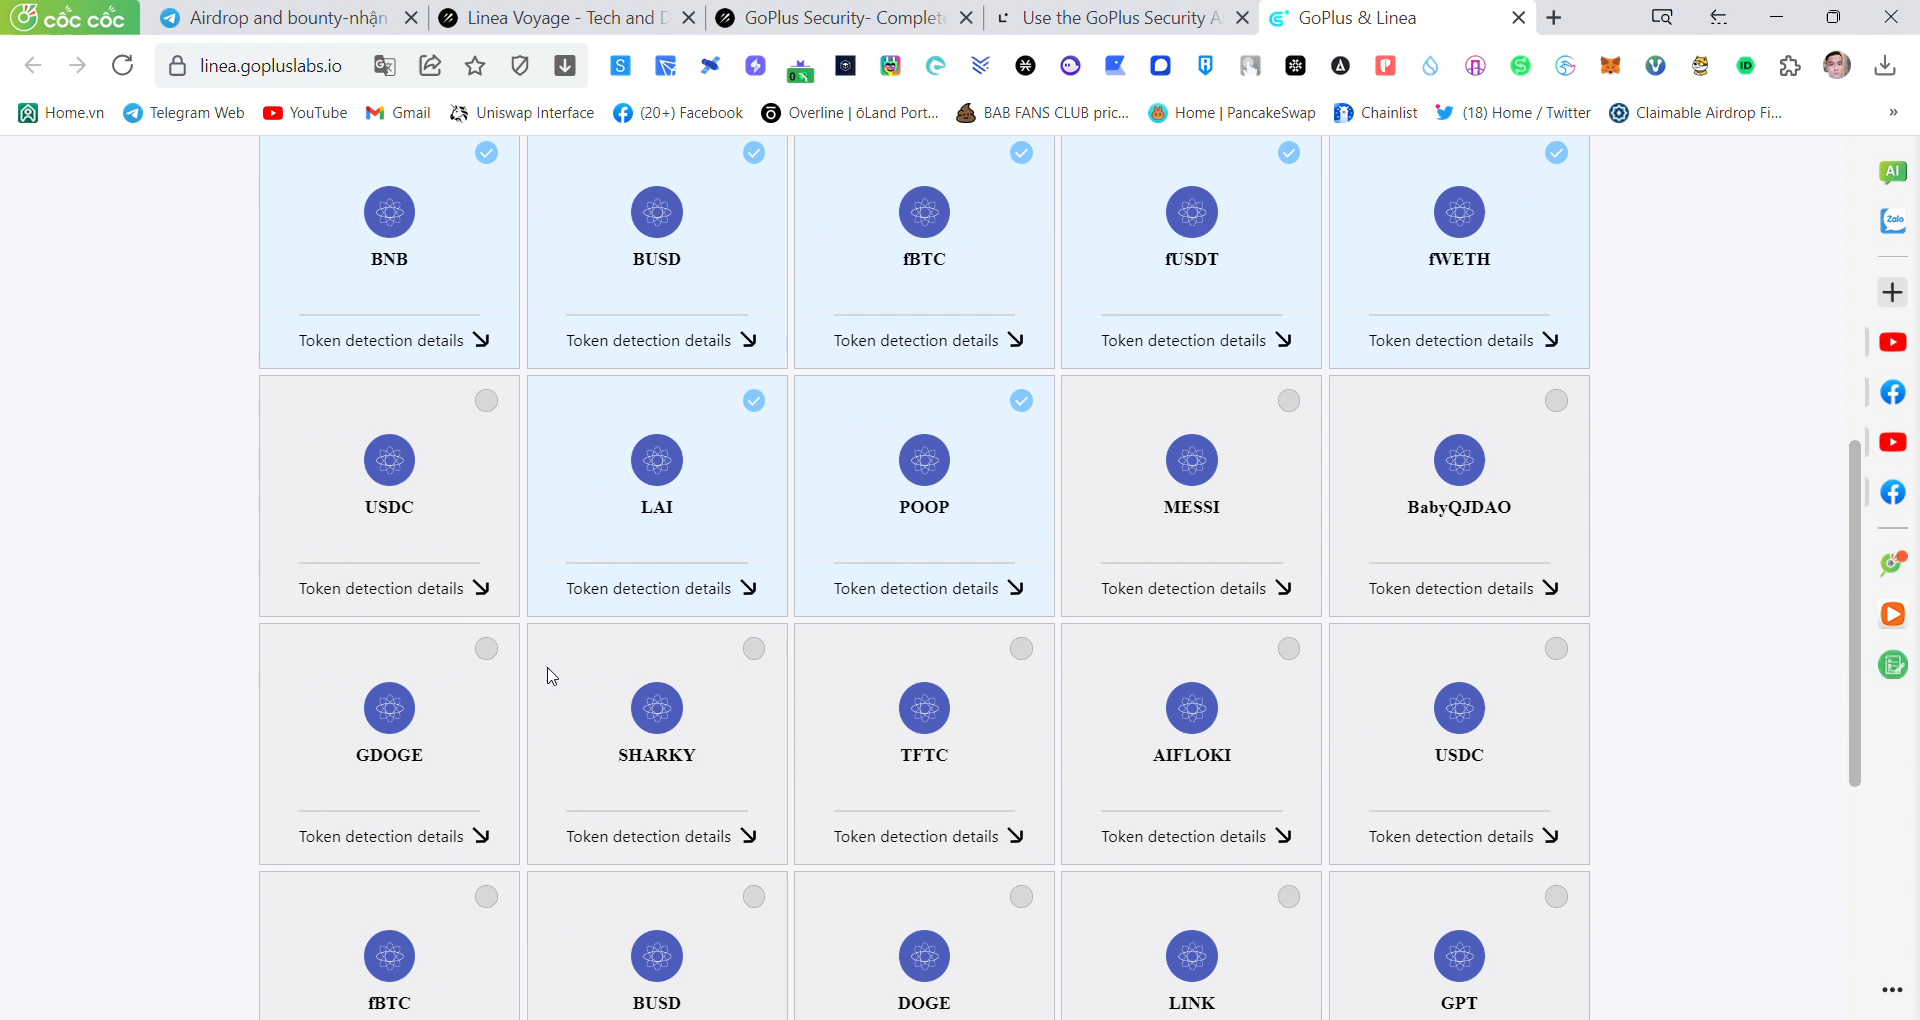 cốc cốc
Airdrop and bounty-nhận
Linea Voyage - Tech and D
GoPlus Security- Complete
Use the GoPlus Security A
GoPlus & Linea
linea.gopluslabs.io
Home.vn
Telegram Web
YouTube
Gmail
Uniswap Interface
(20+) Facebook
Overline | ōLand Port...
BAB FANS CLUB pric...
Home | PancakeSwap
Chainlist
(18) Home / Twitter
Claimable Airdrop Fi...
»
AI
Zalo
BNB BUSD fBTC fUSDT fWETH
Token detection details Token detection details Token detection details Token detection details Token detection details
USDC LAI POOP MESSI BabyQJDAO
Token detection details Token detection details Token detection details Token detection details Token detection details
GDOGE SHARKY TFTC AIFLOKI USDC
Token detection details Token detection details Token detection details Token detection details Token detection details
fBTC BUSD DOGE LINK GPT